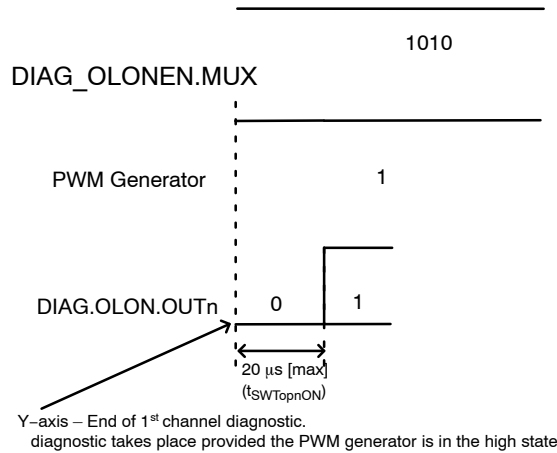 1010
DIAG_OLONEN.MUX
PWM Generator 1
DIAG.OLON.OUTn 0 1
20 μs [max]
(tSWTopnON)
Y−axis − End of 1st channel diagnostic.
diagnostic takes place provided the PWM generator is in the high state